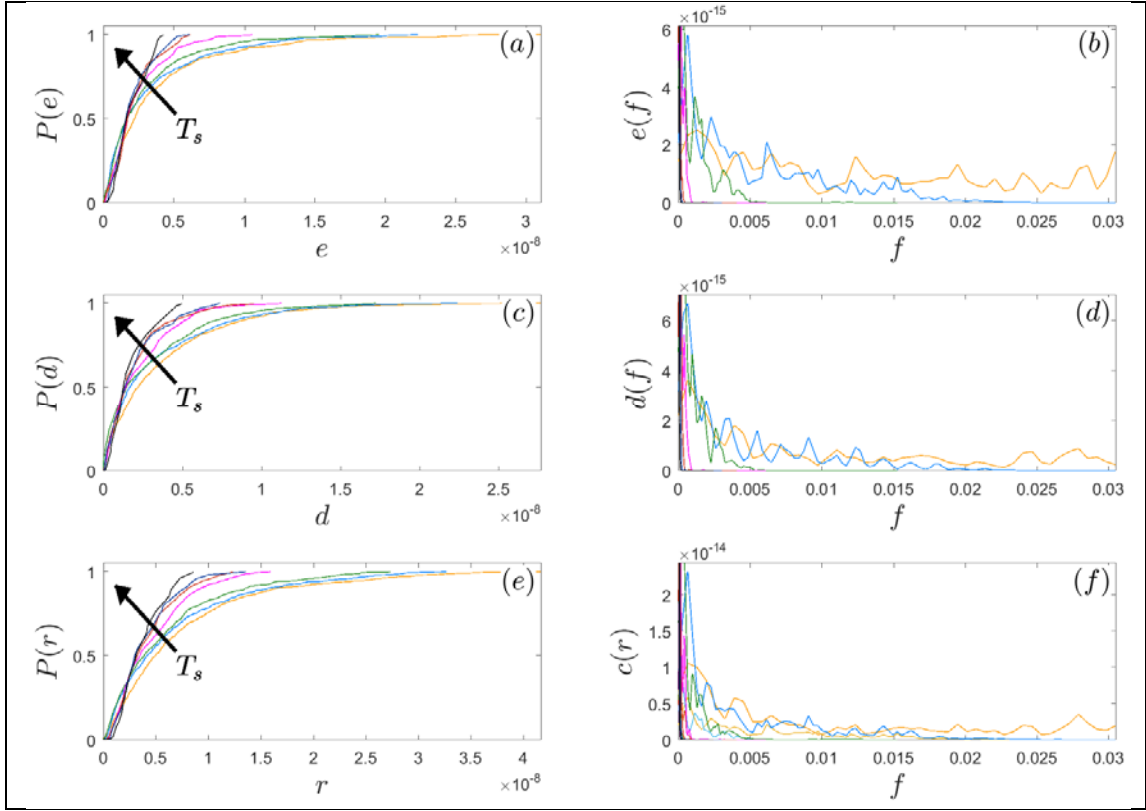 (a)
P(e)
1
0.5
0
T_s
0 0.5 1 1.5 2 2.5 3
×10⁻⁸
e
×10⁻¹⁵
(b)
e(f)
6
4
2
0
0 0.005 0.01 0.015 0.02 0.025 0.03
f
(c)
P(d)
1
0.5
0
T_s
0 0.5 1 1.5 2 2.5
×10⁻⁸
d
×10⁻¹⁵
(d)
d(f)
6
4
2
0
0 0.005 0.01 0.015 0.02 0.025 0.03
f
(e)
P(r)
1
0.5
0
T_s
0 0.5 1 1.5 2 2.5 3 3.5 4
×10⁻⁸
r
×10⁻¹⁴
(f)
c(r)
2
1.5
1
0.5
0
0 0.005 0.01 0.015 0.02 0.025 0.03
f